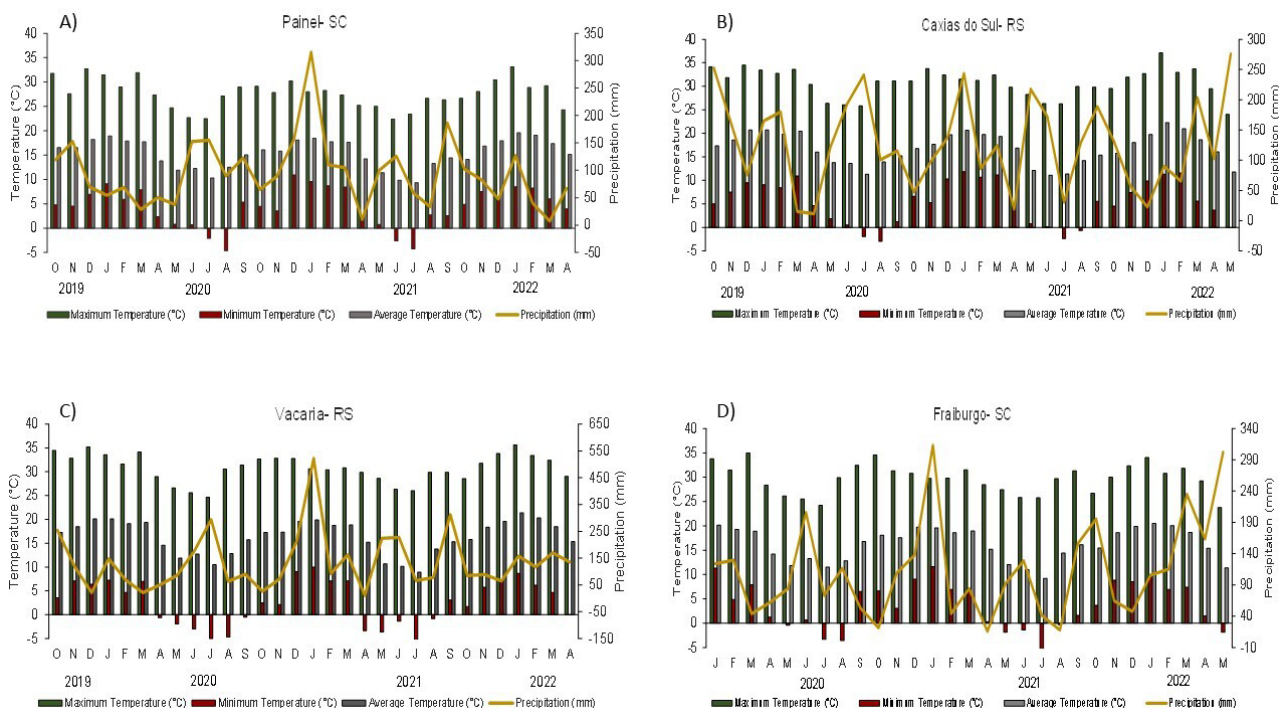 A)
Painel- SC
Temperature (°C)
40
35
30
25
20
15
10
5
0
-5
350
300
250
200
150
100
50
0
-50
Precipitation (mm)
O N D J F M A M J J A S O N D J F M A M J J A S O N D J F M A
2019 2020 2021 2022
Maximum Temperature (°C) Minimum Temperature (°C) Average Temperature (°C) Precipitation (mm)
B)
Caxias do Sul- RS
Temperature (°C)
40
35
30
25
20
15
10
5
0
-5
300
250
200
150
100
50
0
-50
Precipitation (mm)
O N D J F M A M J J A S O N D J F M A M J J A S O N D J F M A M
2019 2020 2021 2022
Maximum Temperature (°C) Minimum Temperature (°C) Average Temperature (°C) Precipitation (mm)
C)
Vacaria- RS
Temperature (°C)
40
35
30
25
20
15
10
5
0
-5
650
550
450
350
250
150
50
-50
-150
Precipitation (mm)
O N D J F M A M J J A S O N D J F M A M J J A S O N D J F M A
2019 2020 2021 2022
Maximum Temperature (°C) Minimum Temperature (°C) Average Temperature (°C) Precipitation (mm)
D)
Fraiburgo- SC
Temperature (°C)
40
35
30
25
20
15
10
5
0
-5
340
290
240
190
140
90
40
-10
Precipitation (mm)
J F M A M J J A S O N D J F M A M J J A S O N D J F M A M
2020 2021 2022
Maximum Temperature (°C) Minimum Temperature (°C) Average Temperature (°C) Precipitation (mm)